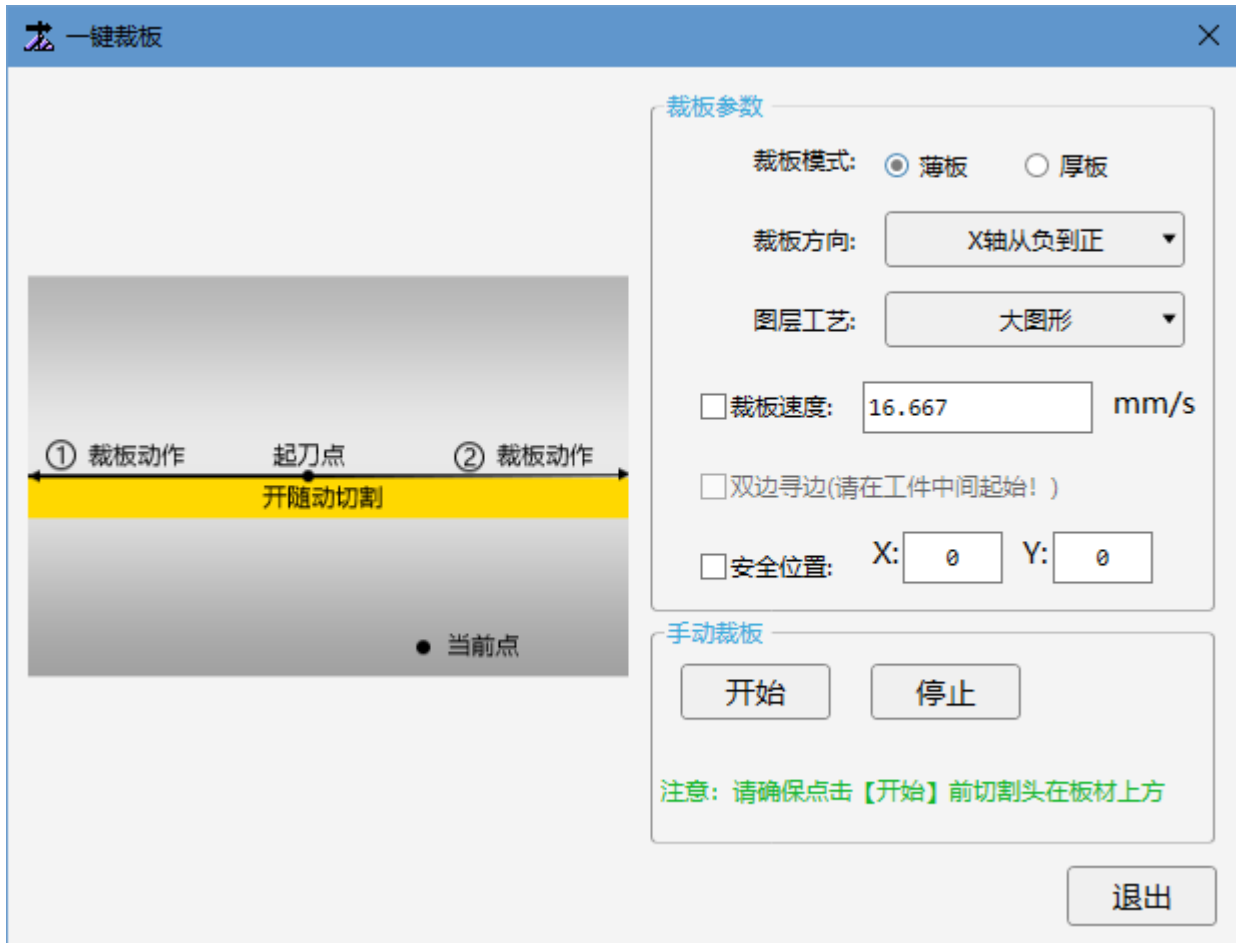 一键裁板
① 裁板动作 起刀点 ② 裁板动作
开随动切割
当前点
裁板参数
裁板模式: 薄板 厚板
裁板方向: X轴从负到正
图层工艺: 大图形
裁板速度: 16.667 mm/s
双边寻边(请在工件中间起始！)
安全位置: X: 0 Y: 0
手动裁板
开始 停止
注意：请确保点击【开始】前切割头在板材上方
退出